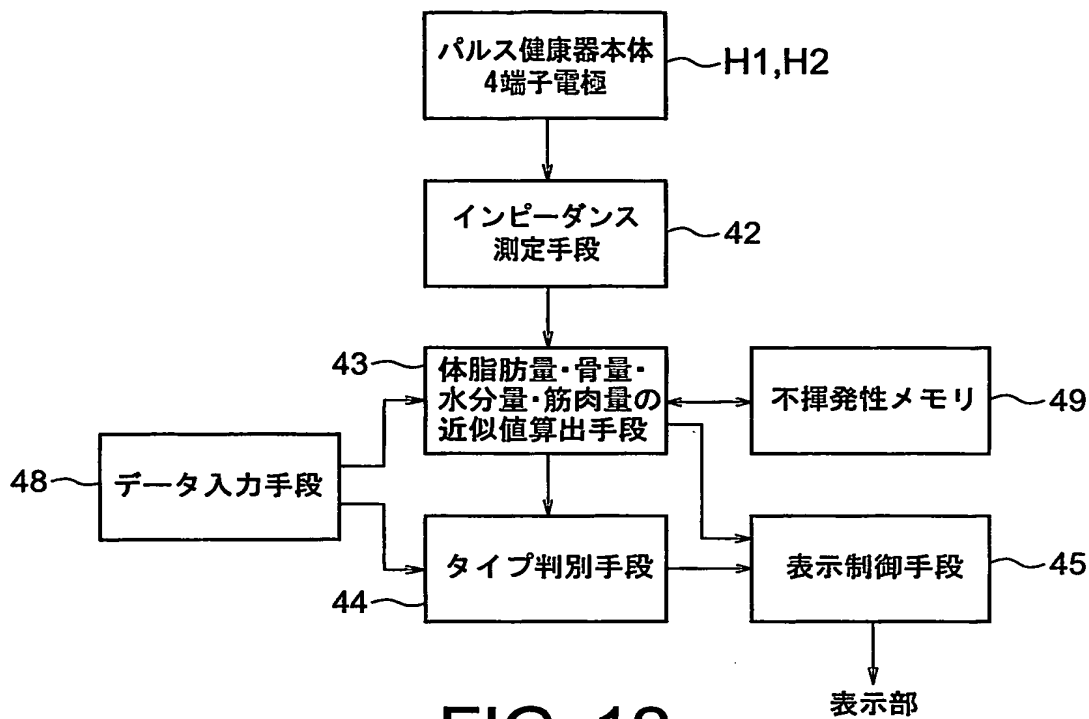 パルス健康器本体
4端子電極
H1,H2
インピーダンス
測定手段
42
43
体脂肪量・骨量・
水分量・筋肉量の
近似値算出手段
不揮発性メモリ
49
48
データ入力手段
タイプ判別手段
44
表示制御手段
45
表示部